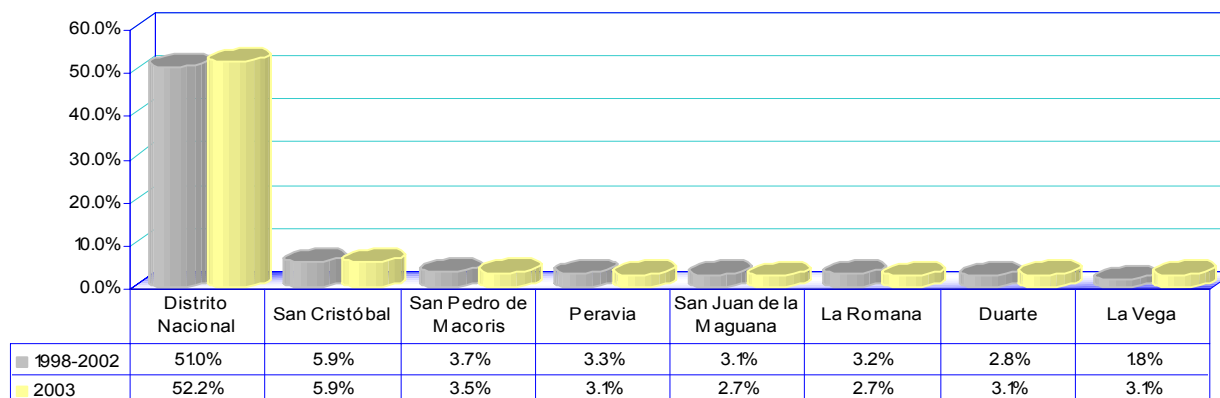 60.0%
50.0%
40.0%
30.0%
20.0%
10.0%
0.0%
Distrito Nacional San Cristóbal San Pedro de Macoris Peravia San Juan de la Maguana La Romana Duarte La Vega
1998-2002 51.0% 5.9% 3.7% 3.3% 3.1% 3.2% 2.8% 1.8%
2003 52.2% 5.9% 3.5% 3.1% 2.7% 2.7% 3.1% 3.1%